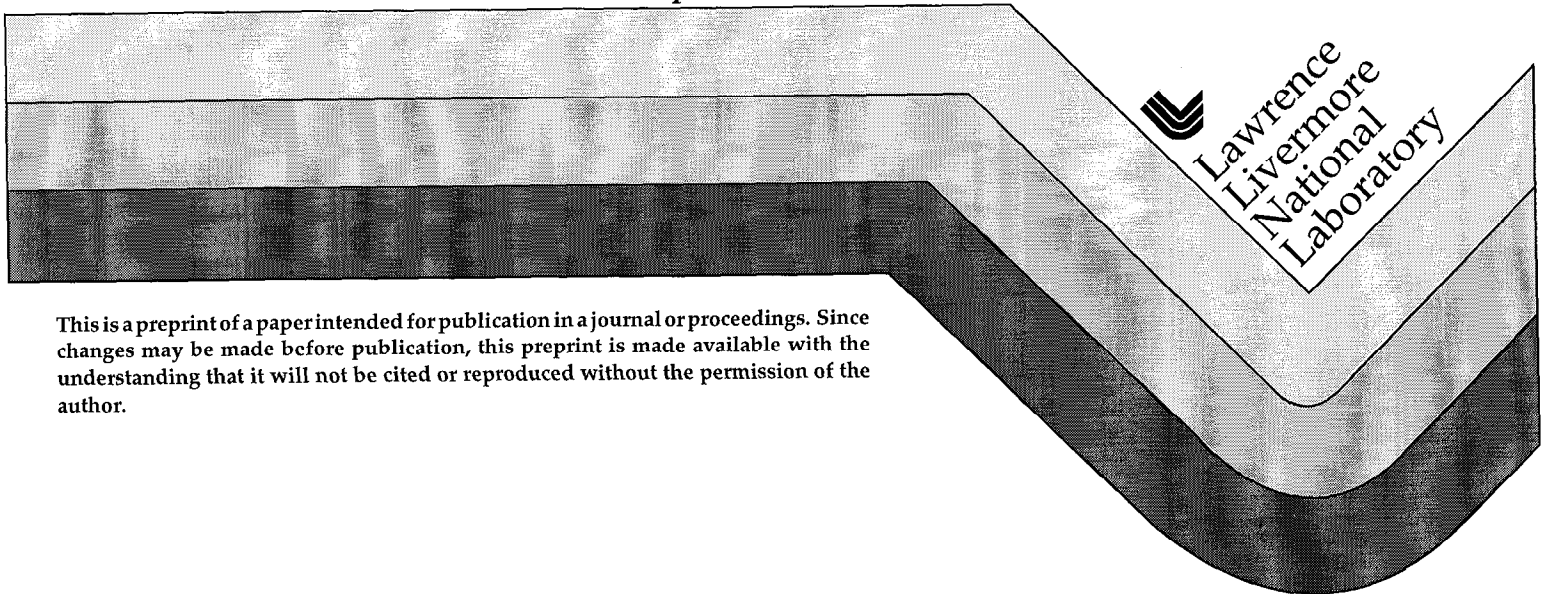 Lawrence
Livermore
National
Laboratory
This is a preprint of a paper intended for publication in a journal or proceedings. Since
changes may be made before publication, this preprint is made available with the
understanding that it will not be cited or reproduced without the permission of the
author.